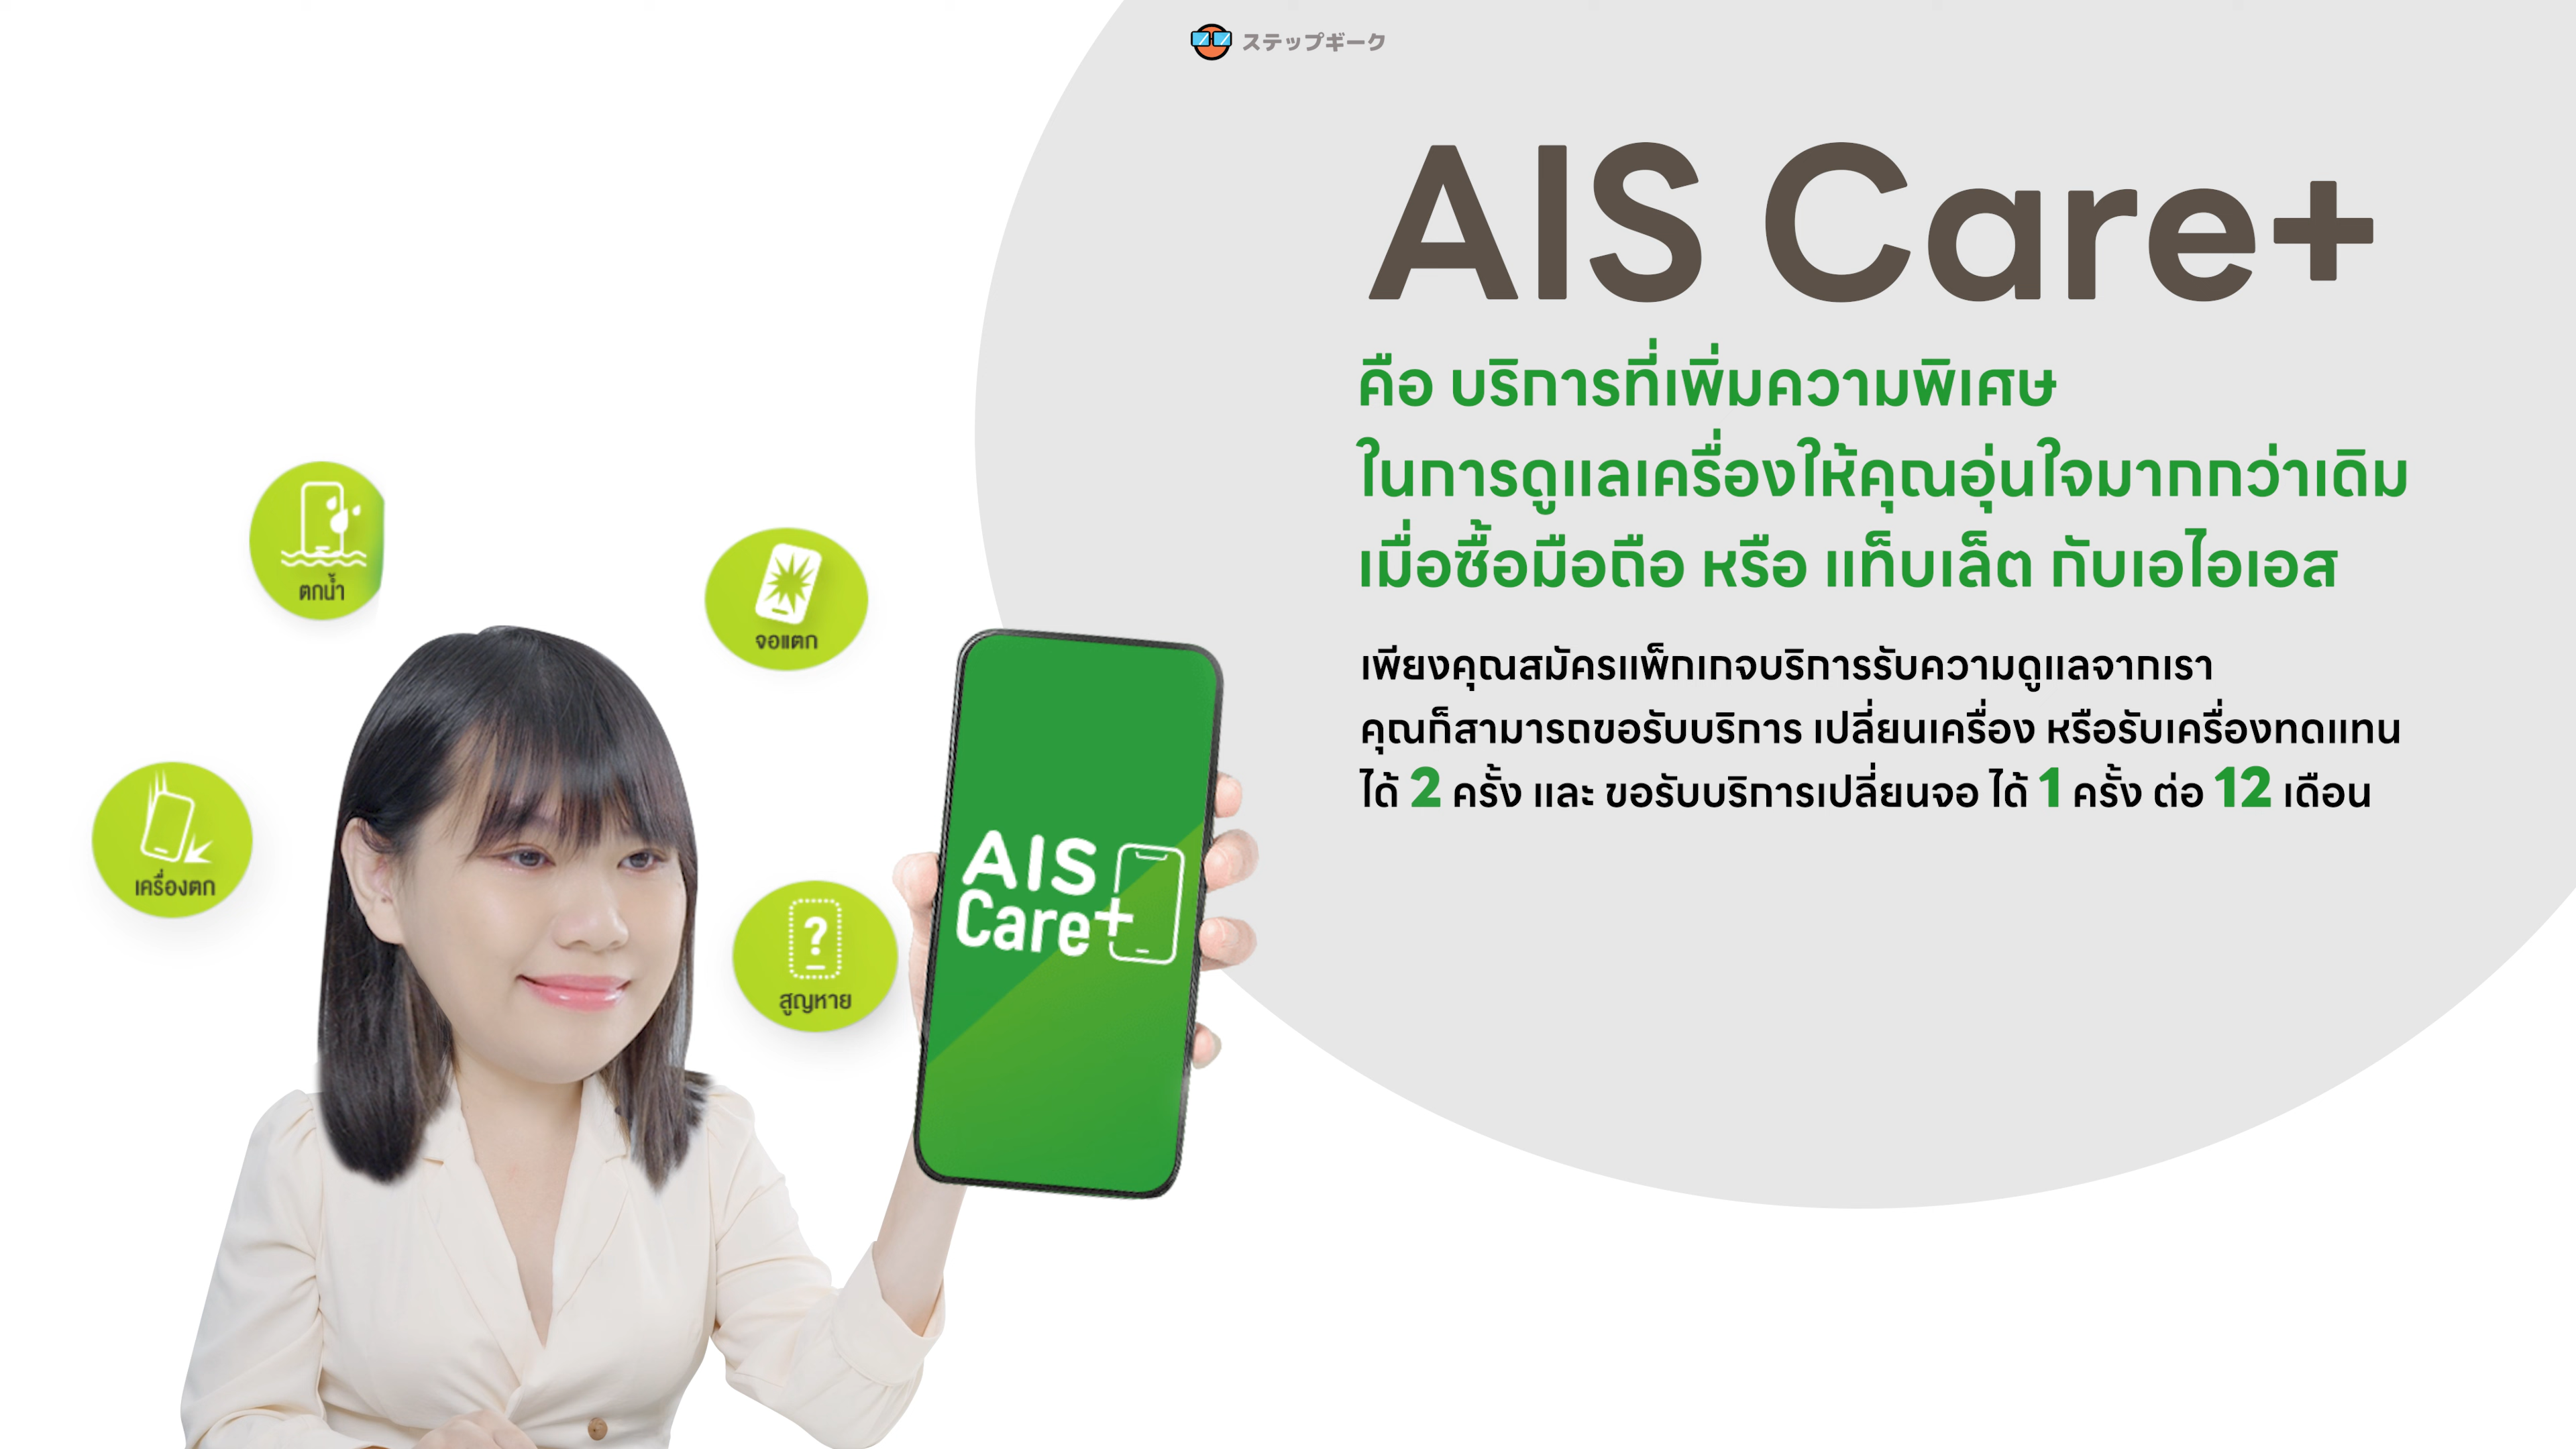 ステップギーク
AIS Care+
คือ บริการที่เพิ่มความพิเศษ
ในการดูแลเครื่องให้คุณอุ่นใจมากกว่าเดิม
เมื่อซื้อมือถือ หรือ แท็บเล็ต กับเอไอเอส
เพียงคุณสมัครแพ็กเกจบริการรับความดูแลจากเรา
คุณก็สามารถขอรับบริการ เปลี่ยนเครื่อง หรือรับเครื่องทดแทน
ได้ 2 ครั้ง และ ขอรับบริการเปลี่ยนจอ ได้ 1 ครั้ง ต่อ 12 เดือน
ตกน้ำ
จอแตก
เครื่องตก
?
สูญหาย
AIS
Care+